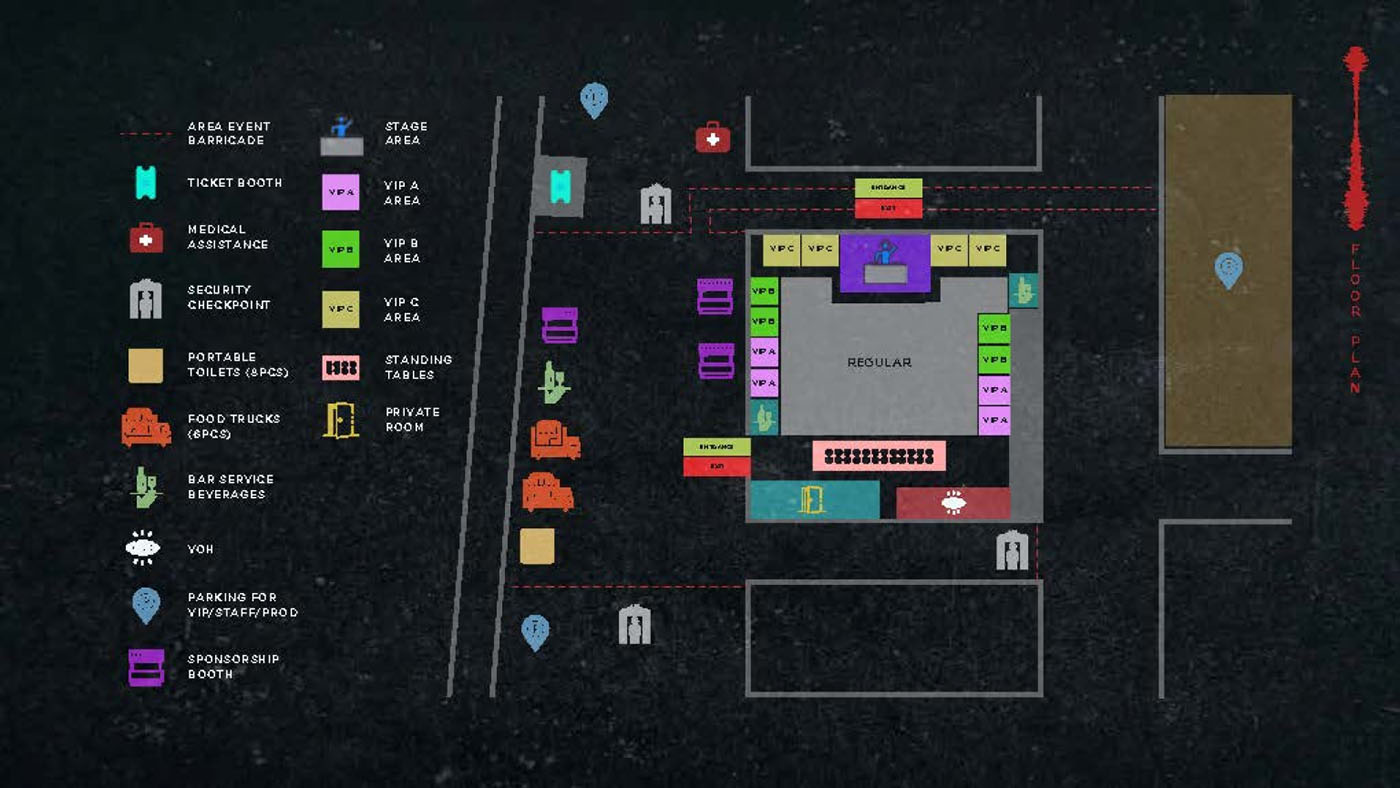 AREA EVENT
BARRICADE
TICKET BOOTH
MEDICAL
ASSISTANCE
SECURITY
CHECKPOINT
PORTABLE
TOILETS (8PCS)
FOOD TRUCKS
(6PCS)
BAR SERVICE
BEVERAGES
VOH
PARKING FOR
VIP/STAFF/PROD
SPONSORSHIP
BOOTH
STAGE
AREA
VIP A
VIP A
AREA
VIP B
VIP B
AREA
VIP C
VIP C
AREA
STANDING
TABLES
PRIVATE
ROOM
ENTRANCE
EXIT
VIP C
VIP C
VIP C
VIP C
VIP B
VIP B
VIP A
VIP A
REGULAR
VIP B
VIP B
VIP A
VIP A
ENTRANCE
EXIT
FLOOR PLAN